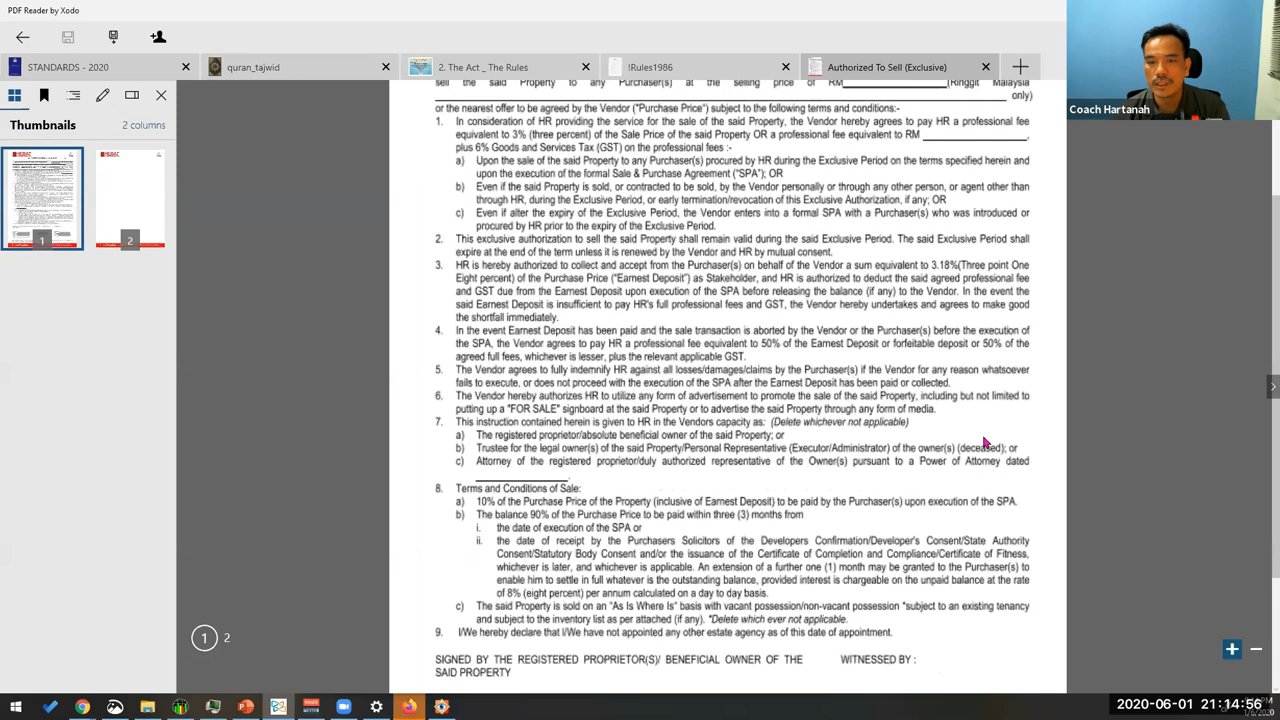 PDF Reader by Xodo
STANDARDS - 2020
quran_tajwid
2. The Act _ The Rules
!Rules1986
Authorized To Sell (Exclusive)
Thumbnails
2 columns
1
2
1 2
Coach Hartanah
sell the said Property to any Purchaser(s) at the selling price of RM (Ringgit Malaysia
only)
or the nearest offer to be agreed by the Vendor ("Purchase Price") subject to the following terms and conditions:-
1. In consideration of HR providing the service for the sale of the said Property, the Vendor hereby agrees to pay HR a professional fee
equivalent to 3% (three percent) of the Sale Price of the said Property OR a professional fee equivalent to RM ,
plus 6% Goods and Services Tax (GST) on the professional fees :-
a) Upon the sale of the said Property to any Purchaser(s) procured by HR during the Exclusive Period on the terms specified herein and
upon the execution of the formal Sale & Purchase Agreement ("SPA"); OR
b) Even if the said Property is sold, or contracted to be sold, by the Vendor personally or through any other person, or agent other than
through HR, during the Exclusive Period, or early termination/revocation of this Exclusive Authorization, if any; OR
c) Even if alter the expiry of the Exclusive Period, the Vendor enters into a formal SPA with a Purchaser(s) who was introduced or
procured by HR prior to the expiry of the Exclusive Period.
2. This exclusive authorization to sell the said Property shall remain valid during the said Exclusive Period. The said Exclusive Period shall
expire at the end of the term unless it is renewed by the Vendor and HR by mutual consent.
3. HR is hereby authorized to collect and accept from the Purchaser(s) on behalf of the Vendor a sum equivalent to 3.18%(Three point One
Eight percent) of the Purchase Price ("Earnest Deposit") as Stakeholder, and HR is authorized to deduct the said agreed professional fee
and GST due from the Earnest Deposit upon execution of the SPA before releasing the balance (if any) to the Vendor. In the event the
said Earnest Deposit is insufficient to pay HR's full professional fees and GST, the Vendor hereby undertakes and agrees to make good
the shortfall immediately.
4. In the event Earnest Deposit has been paid and the sale transaction is aborted by the Vendor or the Purchaser(s) before the execution of
the SPA, the Vendor agrees to pay HR a professional fee equivalent to 50% of the Earnest Deposit or forfeitable deposit or 50% of the
agreed full fees, whichever is lesser, plus the relevant applicable GST.
5. The Vendor agrees to fully indemnify HR against all losses/damages/claims by the Purchaser(s) if the Vendor for any reason whatsoever
fails to execute, or does not proceed with the execution of the SPA after the Earnest Deposit has been paid or collected.
6. The Vendor hereby authorizes HR to utilize any form of advertisement to promote the sale of the said Property, including but not limited to
putting up a "FOR SALE" signboard at the said Property or to advertise the said Property through any form of media.
7. This instruction contained herein is given to HR in the Vendors capacity as: (Delete whichever not applicable)
a) The registered proprietor/absolute beneficial owner of the said Property; or
b) Trustee for the legal owner(s) of the said Property/Personal Representative (Executor/Administrator) of the owner(s) (deceased); or
c) Attorney of the registered proprietor/duly authorized representative of the Owner(s) pursuant to a Power of Attorney dated
.
8. Terms and Conditions of Sale:
a) 10% of the Purchase Price of the Property (inclusive of Earnest Deposit) to be paid by the Purchaser(s) upon execution of the SPA.
b) The balance 90% of the Purchase Price to be paid within three (3) months from
i. the date of execution of the SPA or
ii. the date of receipt by the Purchasers Solicitors of the Developers Confirmation/Developer's Consent/State Authority
Consent/Statutory Body Consent and/or the issuance of the Certificate of Completion and Compliance/Certificate of Fitness,
whichever is later, and whichever is applicable. An extension of a further one (1) month may be granted to the Purchaser(s) to
enable him to settle in full whatever is the outstanding balance, provided interest is chargeable on the unpaid balance at the rate
of 8% (eight percent) per annum calculated on a day to day basis.
c) The said Property is sold on an "As Is Where Is" basis with vacant possession/non-vacant possession *subject to an existing tenancy
and subject to the inventory list as per attached (if any). *Delete which ever not applicable.
9. I/We hereby declare that I/We have not appointed any other estate agency as of this date of appointment.
SIGNED BY THE REGISTERED PROPRIETOR(S)/ BENEFICIAL OWNER OF THE WITNESSED BY :
SAID PROPERTY
2020-06-01 21:14:56